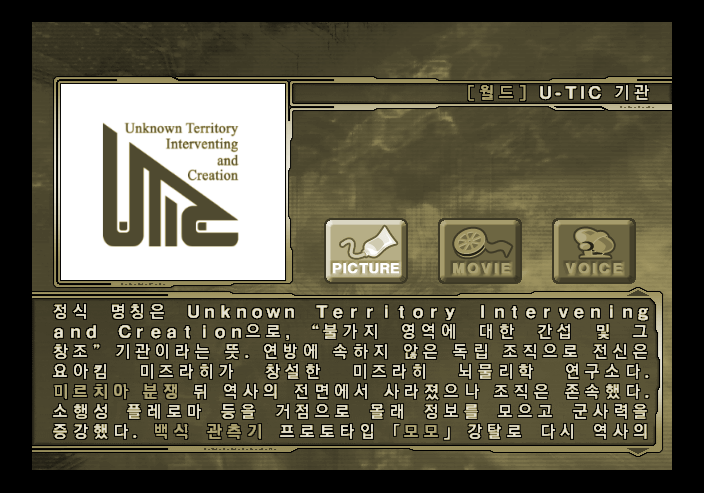 [월드] U-TIC 기관
Unknown Territory
Interventing
and
Creation
UTIC
PICTURE
MOVIE
VOICE
정식 명칭은 Unknown Territory Intervening
and Creation으로, “불가지 영역에 대한 간섭 및 그
창조” 기관이라는 뜻. 연방에 속하지 않은 독립 조직으로 전신은
요아킴 미즈라히가 창설한 미즈라히 뇌물리학 연구소다.
미르치아 분쟁 뒤 역사의 전면에서 사라졌으나 조직은 존속했다.
소행성 플레로마 등을 거점으로 몰래 정보를 모으고 군사력을
증강했다. 백식 관측기 프로토타입 「모모」 강탈로 다시 역사의